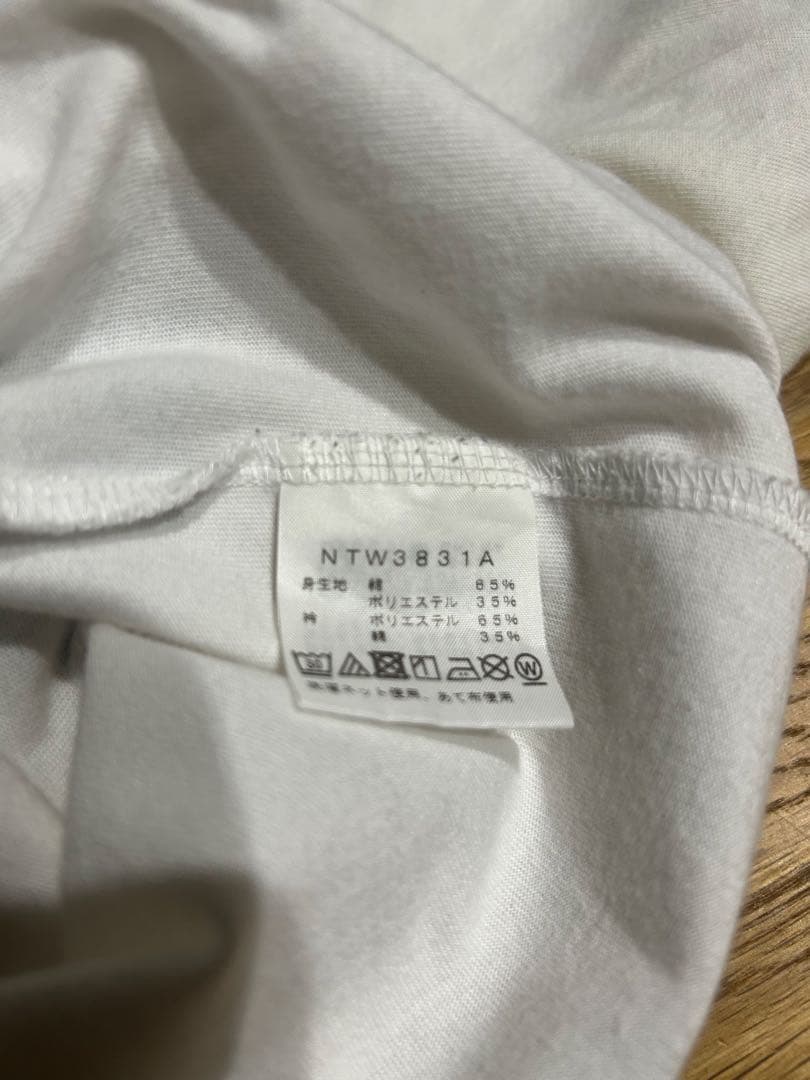 NTW3831A
身生地 綿 65%
ポリエステル 35%
衿 ポリエステル 65%
綿 35%
洗濯ネット使用、あて布使用